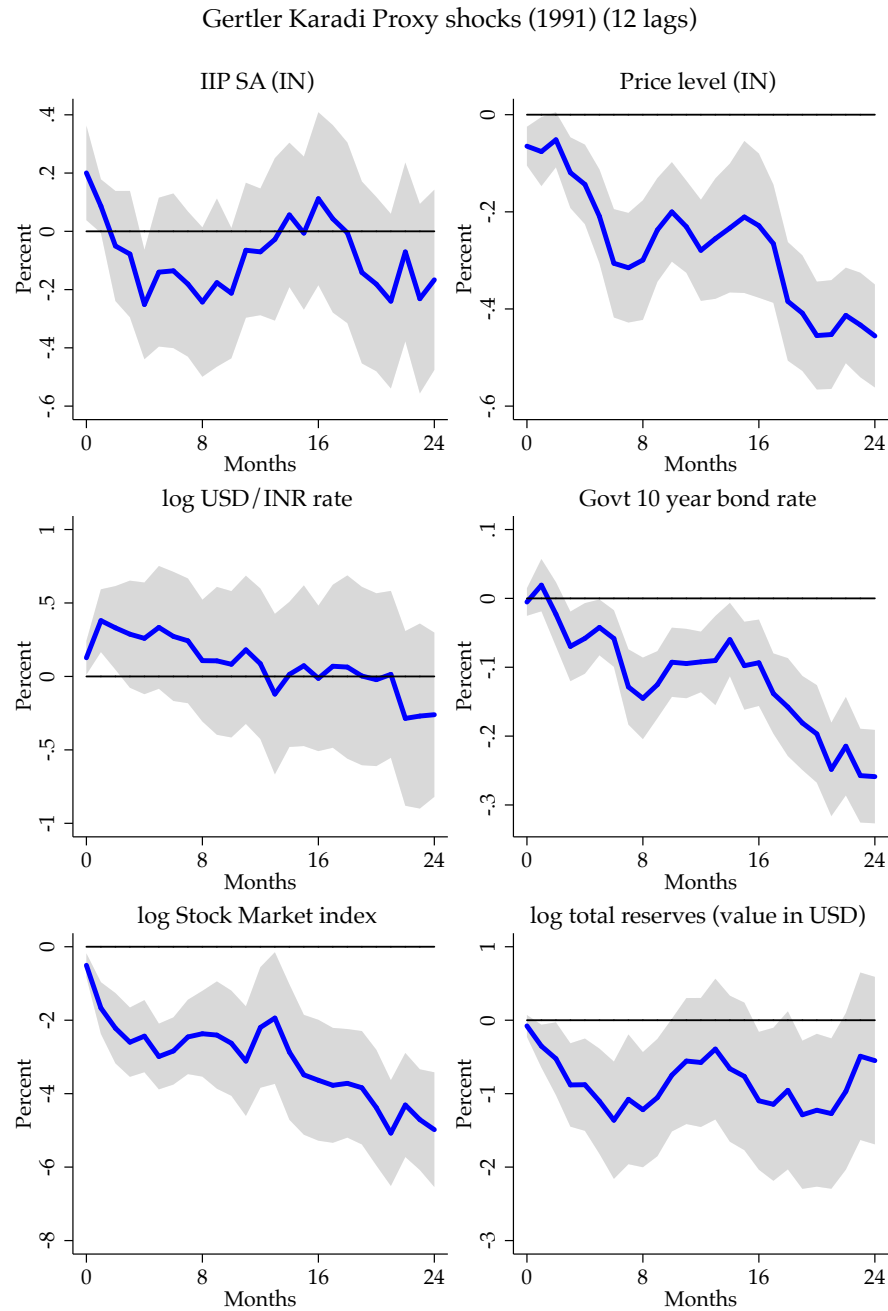 Gertler Karadi Proxy shocks (1991) (12 lags)
IIP SA (IN)
Percent
.4
.2
0
-.2
-.4
-.6
0 8 16 24
Months
Price level (IN)
Percent
0
-.2
-.4
-.6
0 8 16 24
Months
log USD/INR rate
Percent
1
.5
0
-.5
-1
0 8 16 24
Months
Govt 10 year bond rate
Percent
.1
0
-.1
-.2
-.3
0 8 16 24
Months
log Stock Market index
Percent
0
-2
-4
-6
-8
0 8 16 24
Months
log total reserves (value in USD)
Percent
1
0
-1
-2
-3
0 8 16 24
Months